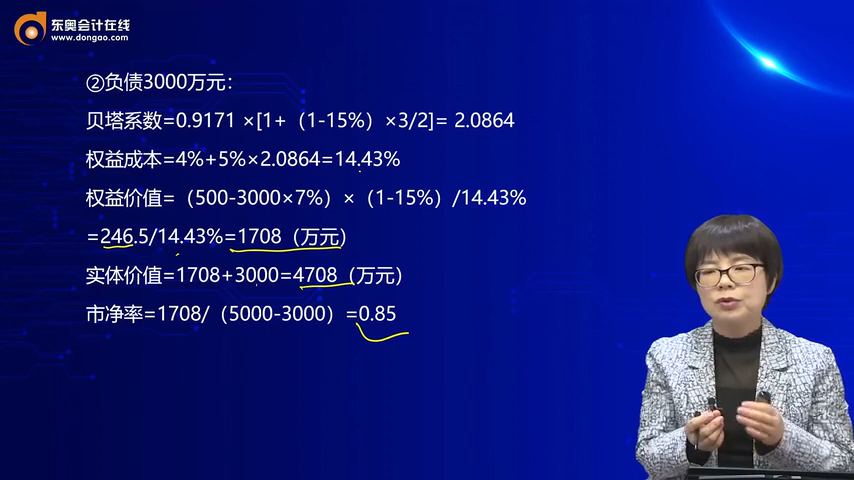 东奥会计在线
www.dongao.com
②负债3000万元：
贝塔系数=0.9171 ×[1+（1-15%）×3/2]= 2.0864
权益成本=4%+5%×2.0864=14.43%
权益价值=（500-3000×7%）×（1-15%）/14.43%
=246.5/14.43%=1708（万元）
实体价值=1708+3000=4708（万元）
市净率=1708/（5000-3000）=0.85